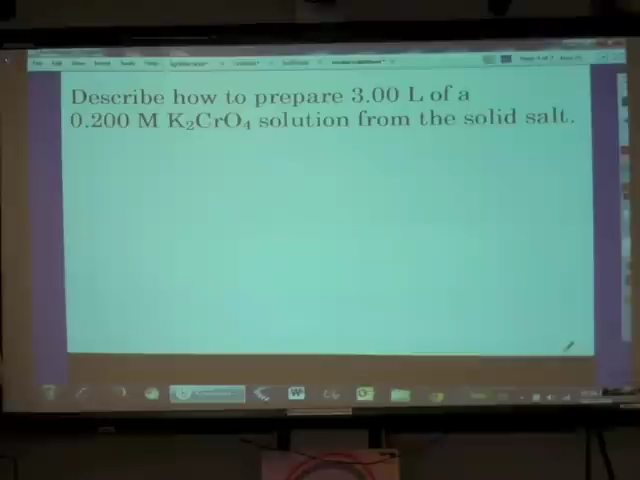 Describe how to prepare 3.00 L of a
0.200 M K₂CrO₄ solution from the solid salt.